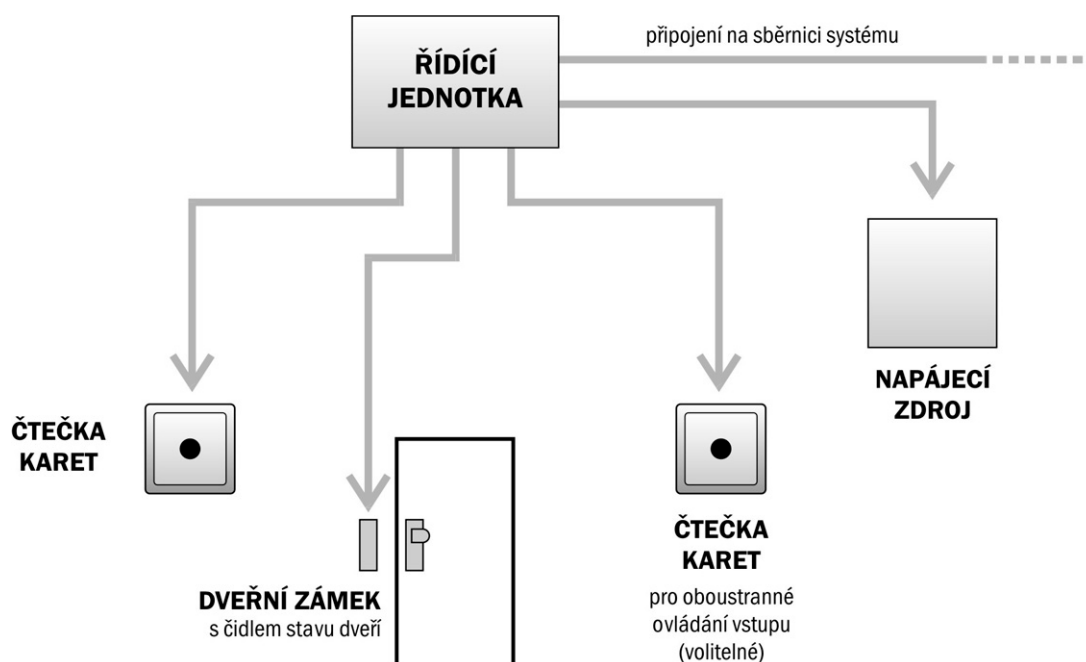 ŘÍDÍCÍ
JEDNOTKA
připojení na sběrnici systému
NAPÁJECÍ
ZDROJ
ČTEČKA
KARET
DVEŘNÍ ZÁMEK
s čidlem stavu dveří
ČTEČKA
KARET
pro oboustranné
ovládání vstupu
(volitelné)